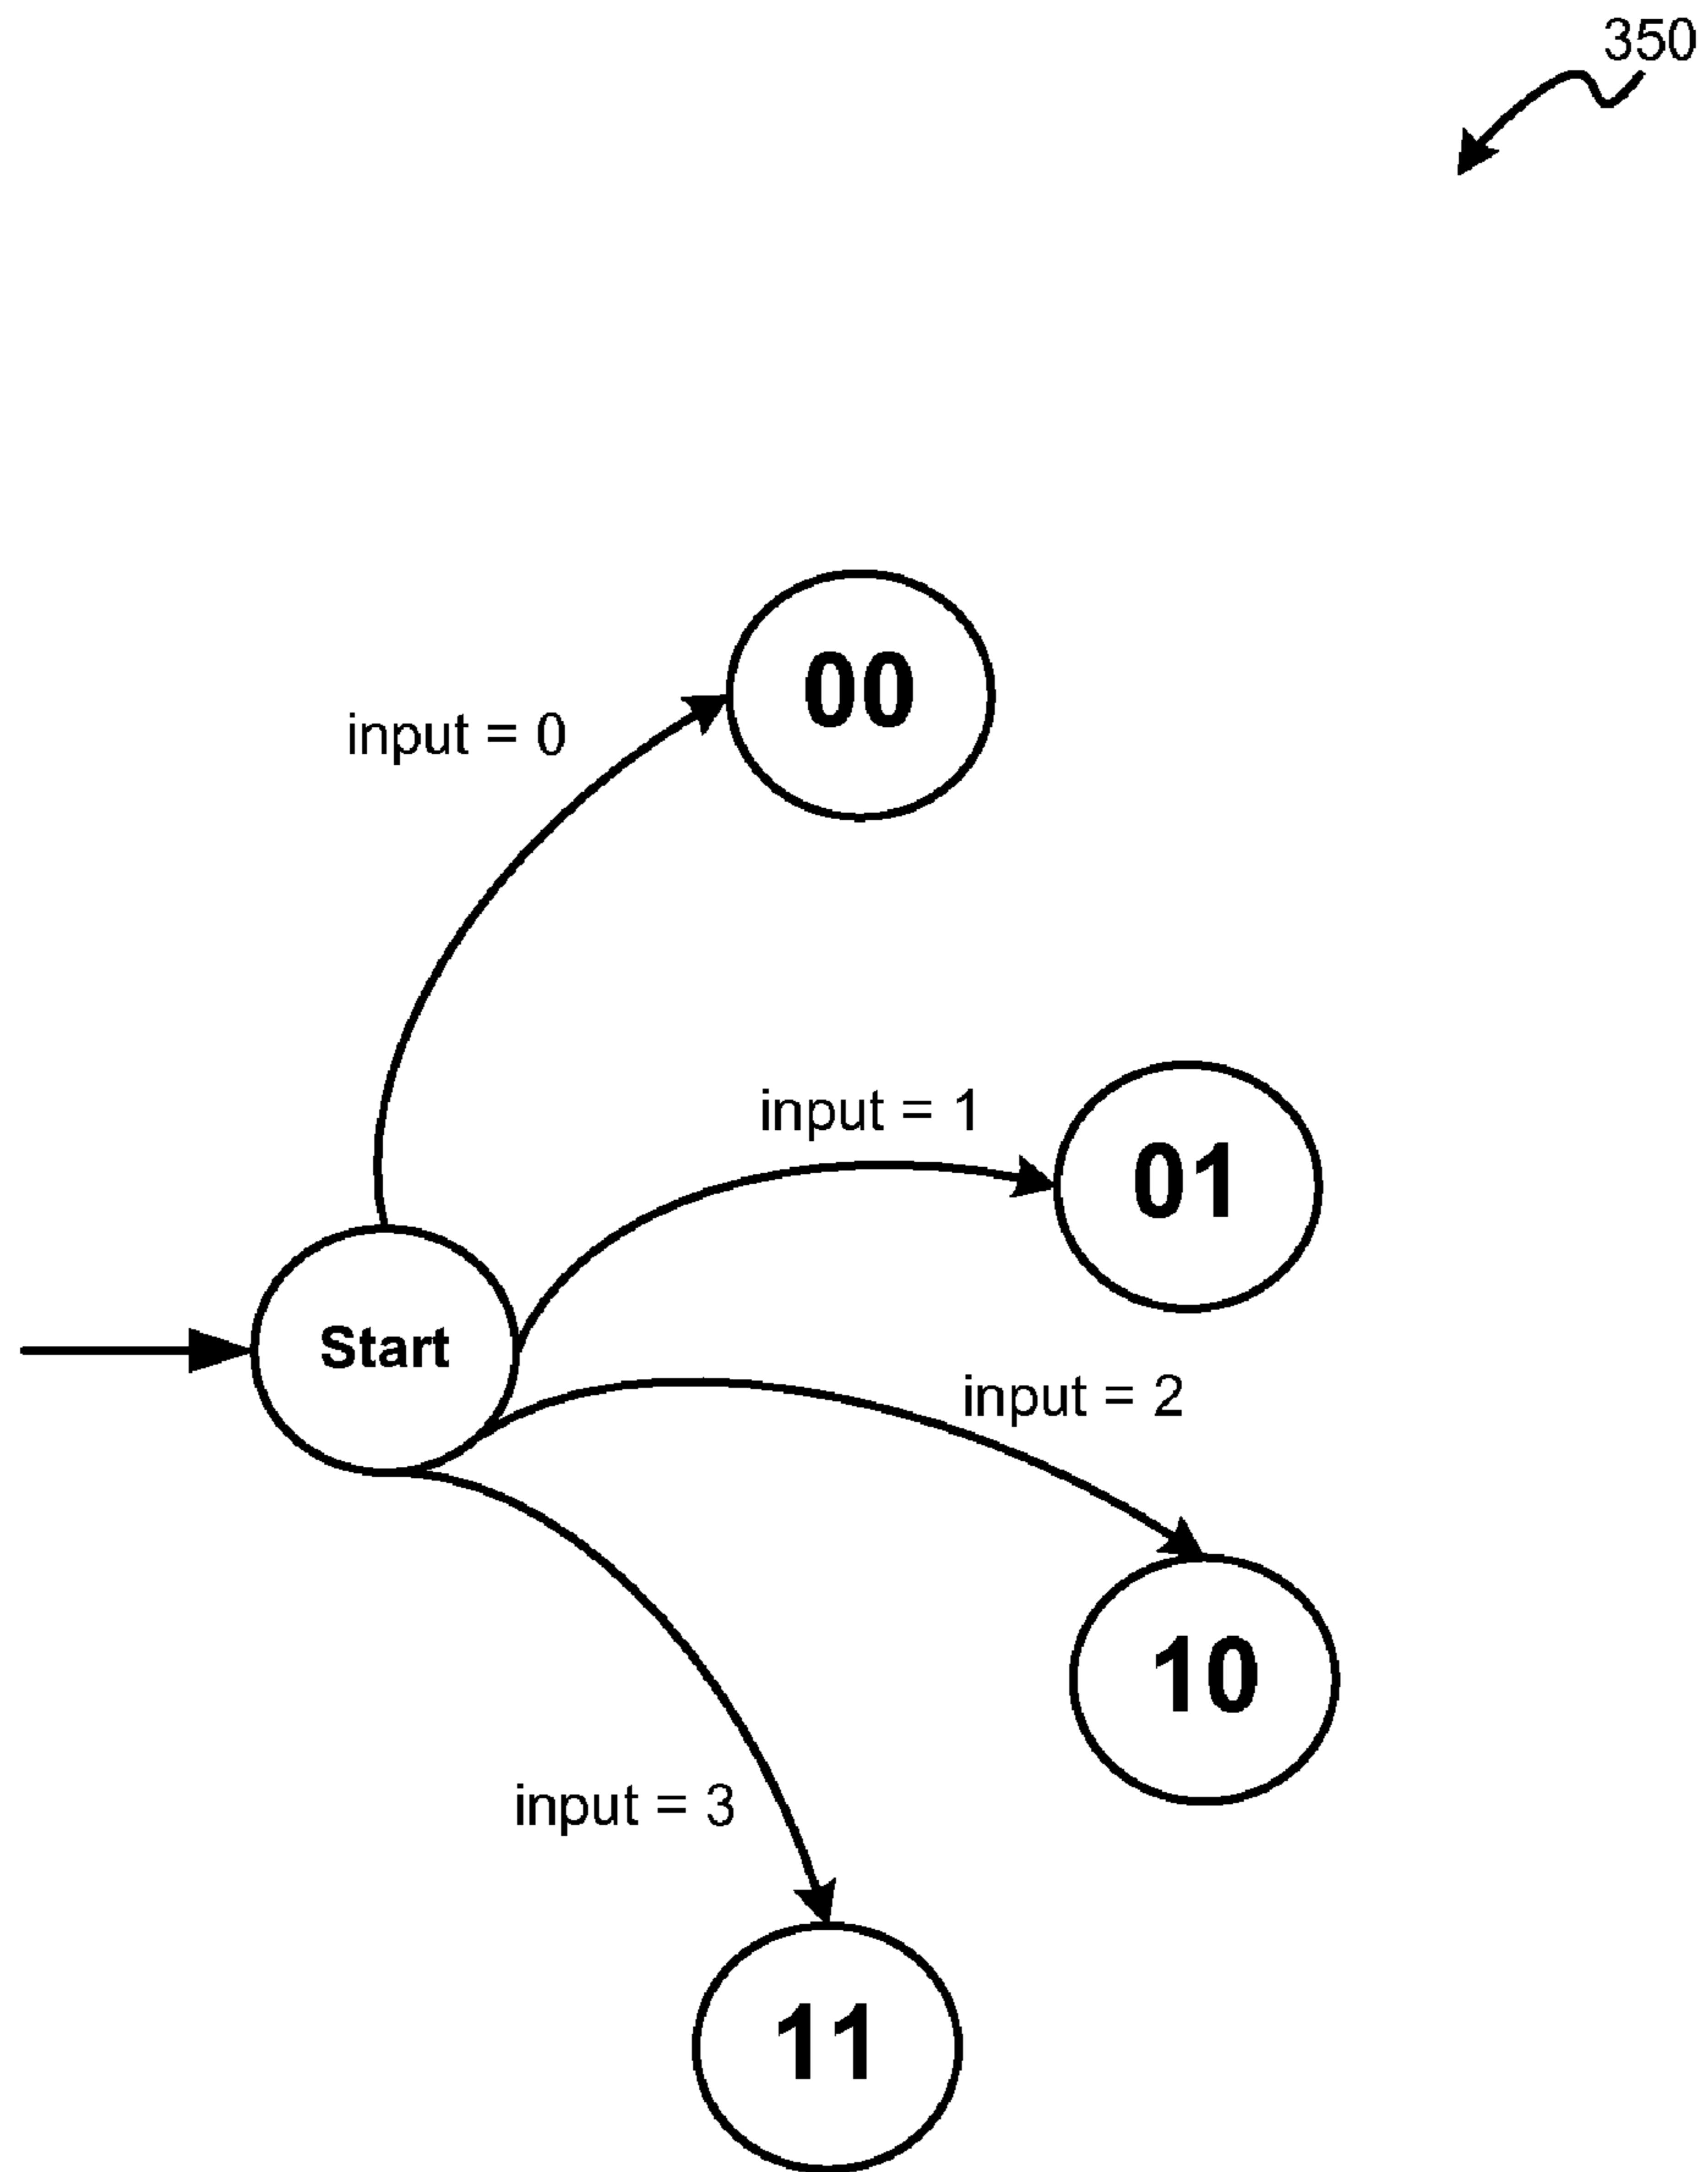 350
00
input = 0
input = 1
01
Start
input = 2
10
input = 3
11